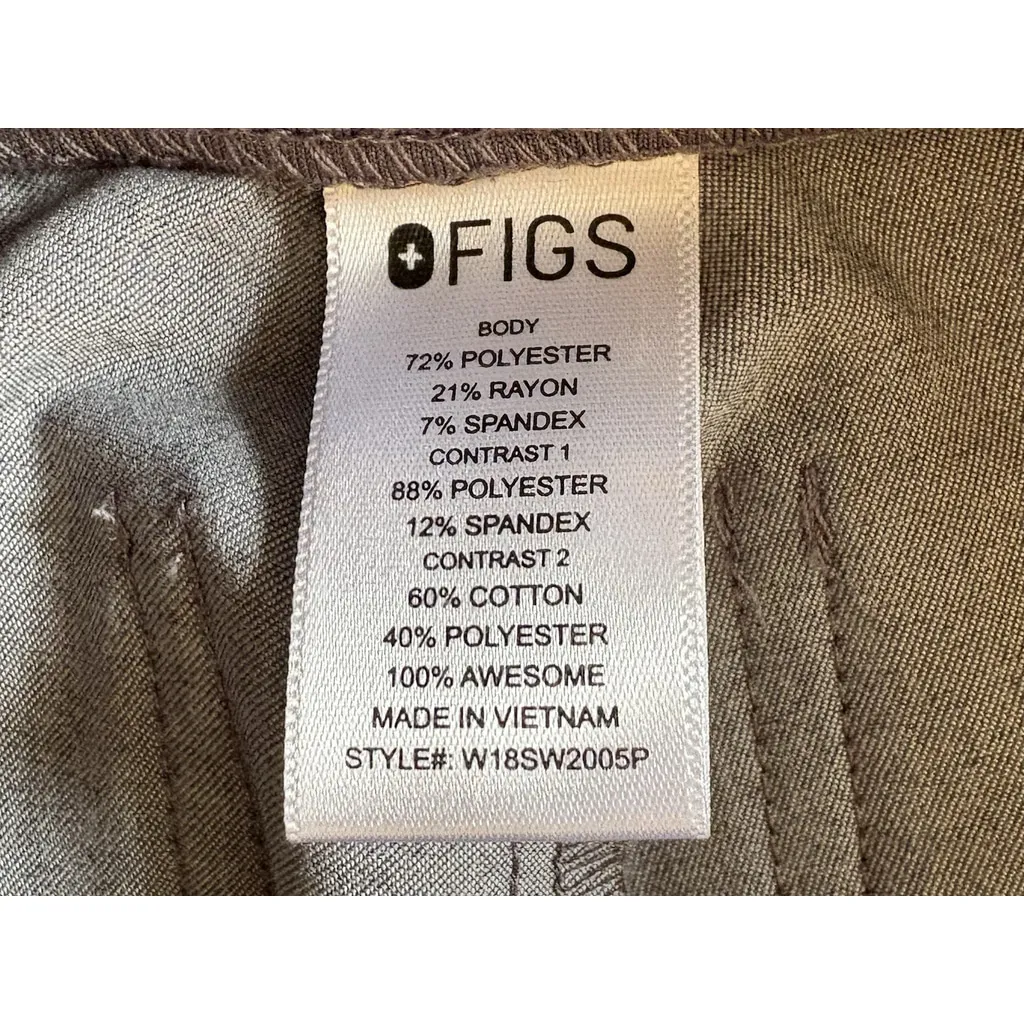 FIGS
BODY
72% POLYESTER
21% RAYON
7% SPANDEX
CONTRAST 1
88% POLYESTER
12% SPANDEX
CONTRAST 2
60% COTTON
40% POLYESTER
100% AWESOME
MADE IN VIETNAM
STYLE#: W18SW2005P